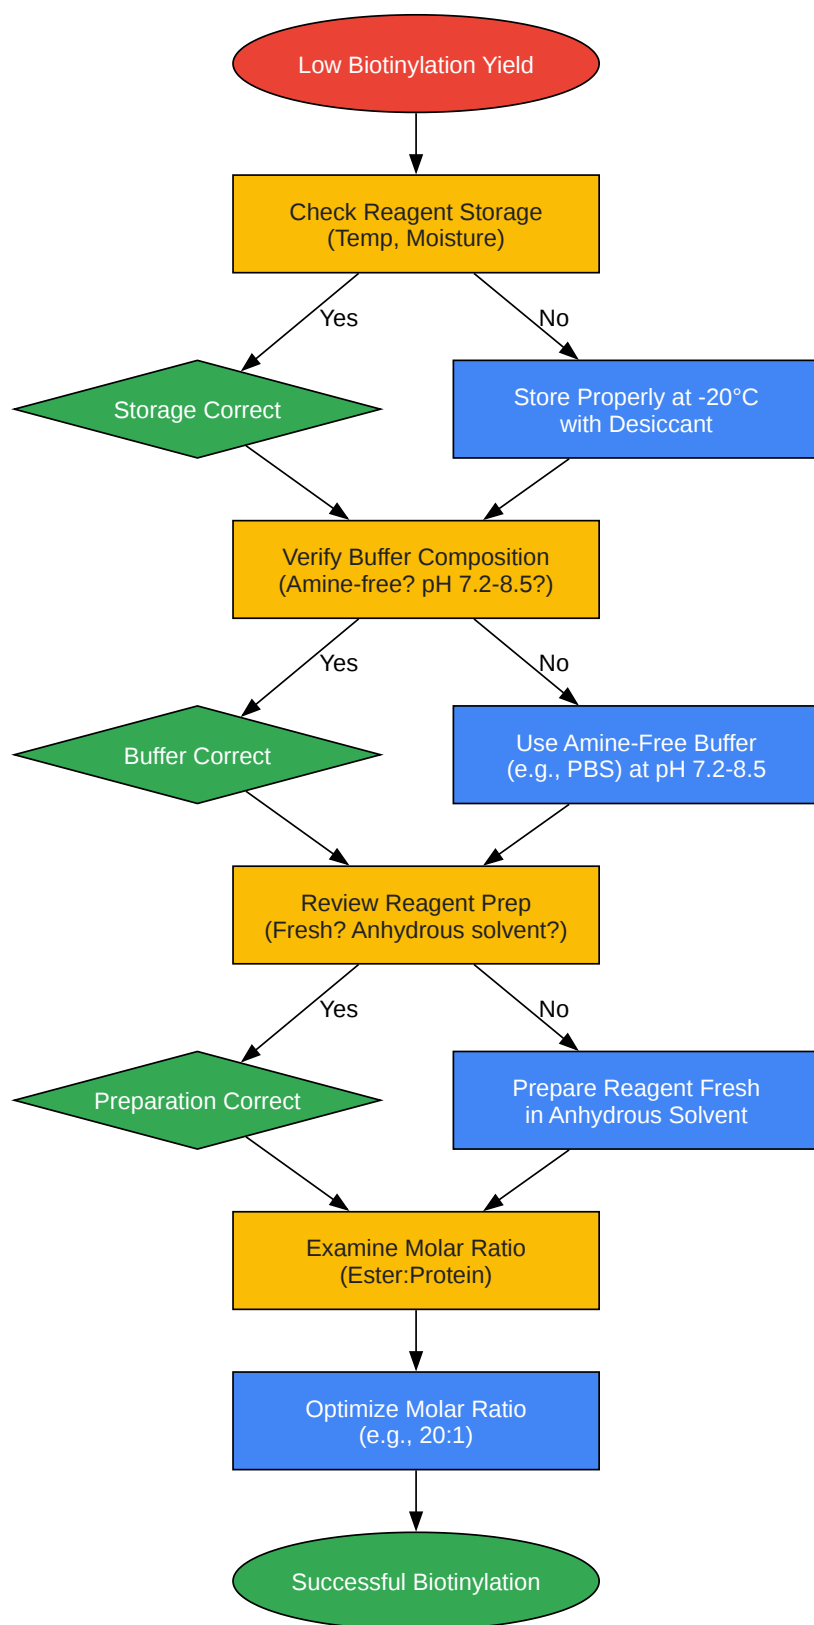 Low Biotinylation Yield
Check Reagent Storage
(Temp, Moisture)
Yes
No
Storage Correct
Store Properly at -20°C
with Desiccant
Verify Buffer Composition
(Amine-free? pH 7.2-8.5?)
Yes
No
Buffer Correct
Use Amine-Free Buffer
(e.g., PBS) at pH 7.2-8.5
Review Reagent Prep
(Fresh? Anhydrous solvent?)
Yes
No
Preparation Correct
Prepare Reagent Fresh
in Anhydrous Solvent
Examine Molar Ratio
(Ester:Protein)
Optimize Molar Ratio
(e.g., 20:1)
Successful Biotinylation